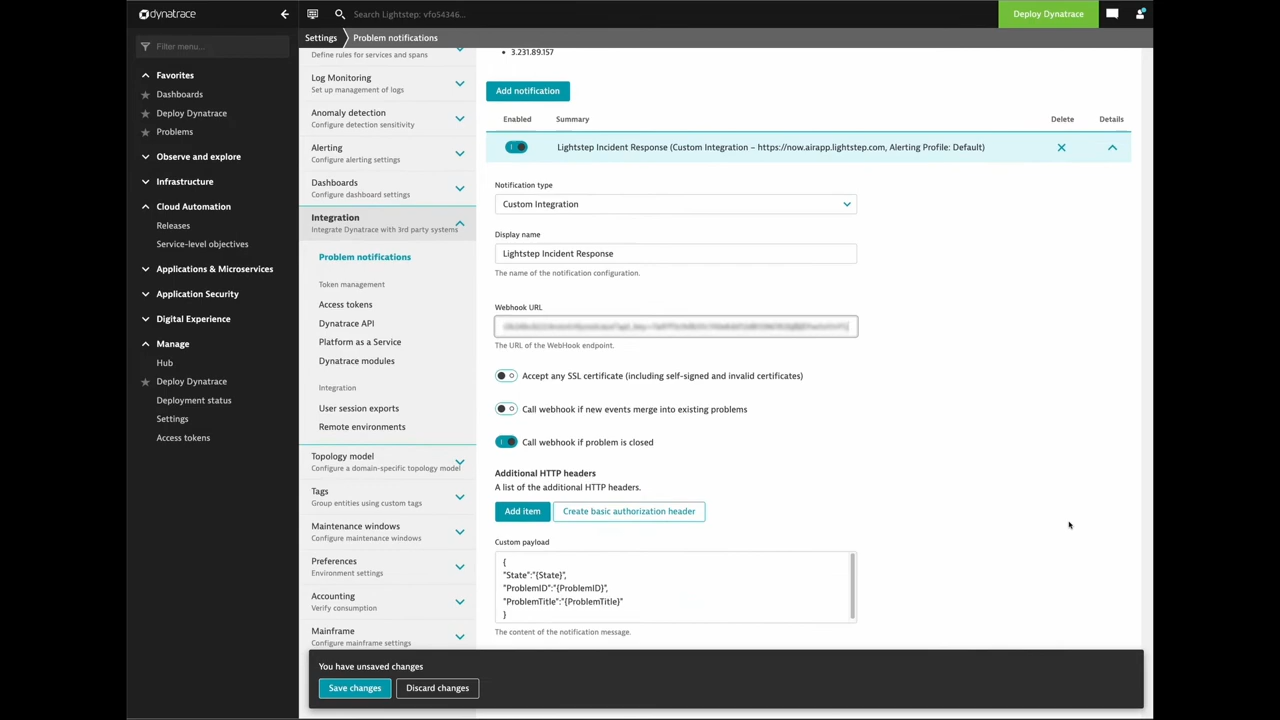 dynatrace
Search Lightstep: vfo54346...
Deploy Dynatrace
Filter menu...
Favorites
Dashboards
Deploy Dynatrace
Problems
Observe and explore
Infrastructure
Cloud Automation
Releases
Service-level objectives
Applications & Microservices
Application Security
Digital Experience
Manage
Hub
Deploy Dynatrace
Deployment status
Settings
Access tokens
Settings
Problem notifications
Define rules for services and spans
Log Monitoring
Set up management of logs
Anomaly detection
Configure detection sensitivity
Alerting
Configure alerting settings
Dashboards
Configure dashboard settings
Integration
Integrate Dynatrace with 3rd party systems
Problem notifications
Token management
Access tokens
Dynatrace API
Platform as a Service
Dynatrace modules
Integration
User session exports
Remote environments
Topology model
Configure a domain-specific topology model
Tags
Group entities using custom tags
Maintenance windows
Configure maintenance windows
Preferences
Environment settings
Accounting
Verify consumption
Mainframe
Configure mainframe settings
• 3.231.89.157
Add notification
Enabled Summary Delete Details
Lightstep Incident Response (Custom Integration – https://now.airapp.lightstep.com, Alerting Profile: Default)
Notification type
Custom Integration
Display name
Lightstep Incident Response
The name of the notification configuration.
Webhook URL
The URL of the WebHook endpoint.
Accept any SSL certificate (including self-signed and invalid certificates)
Call webhook if new events merge into existing problems
Call webhook if problem is closed
Additional HTTP headers
A list of the additional HTTP headers.
Add item
Create basic authorization header
Custom payload
{
"State":"{State}",
"ProblemID":"{ProblemID}",
"ProblemTitle":"{ProblemTitle}"
}
The content of the notification message.
You have unsaved changes
Save changes
Discard changes